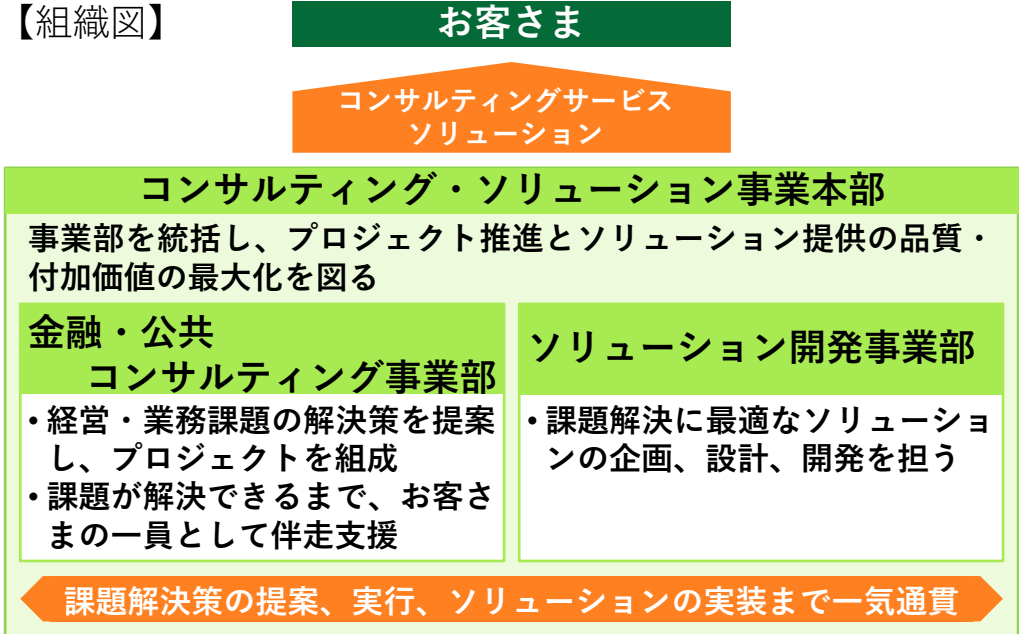 【組織図】
お客さま
コンサルティングサービス
ソリューション
コンサルティング・ソリューション事業本部
事業部を統括し、プロジェクト推進とソリューション提供の品質・
付加価値の最大化を図る
金融・公共
コンサルティング事業部
・経営・業務課題の解決策を提案
し、プロジェクトを組成
・課題が解決できるまで、お客さ
まの一員として伴走支援
ソリューション開発事業部
・課題解決に最適なソリューショ
ンの企画、設計、開発を担う
課題解決策の提案、実行、ソリューションの実装まで一気通貫